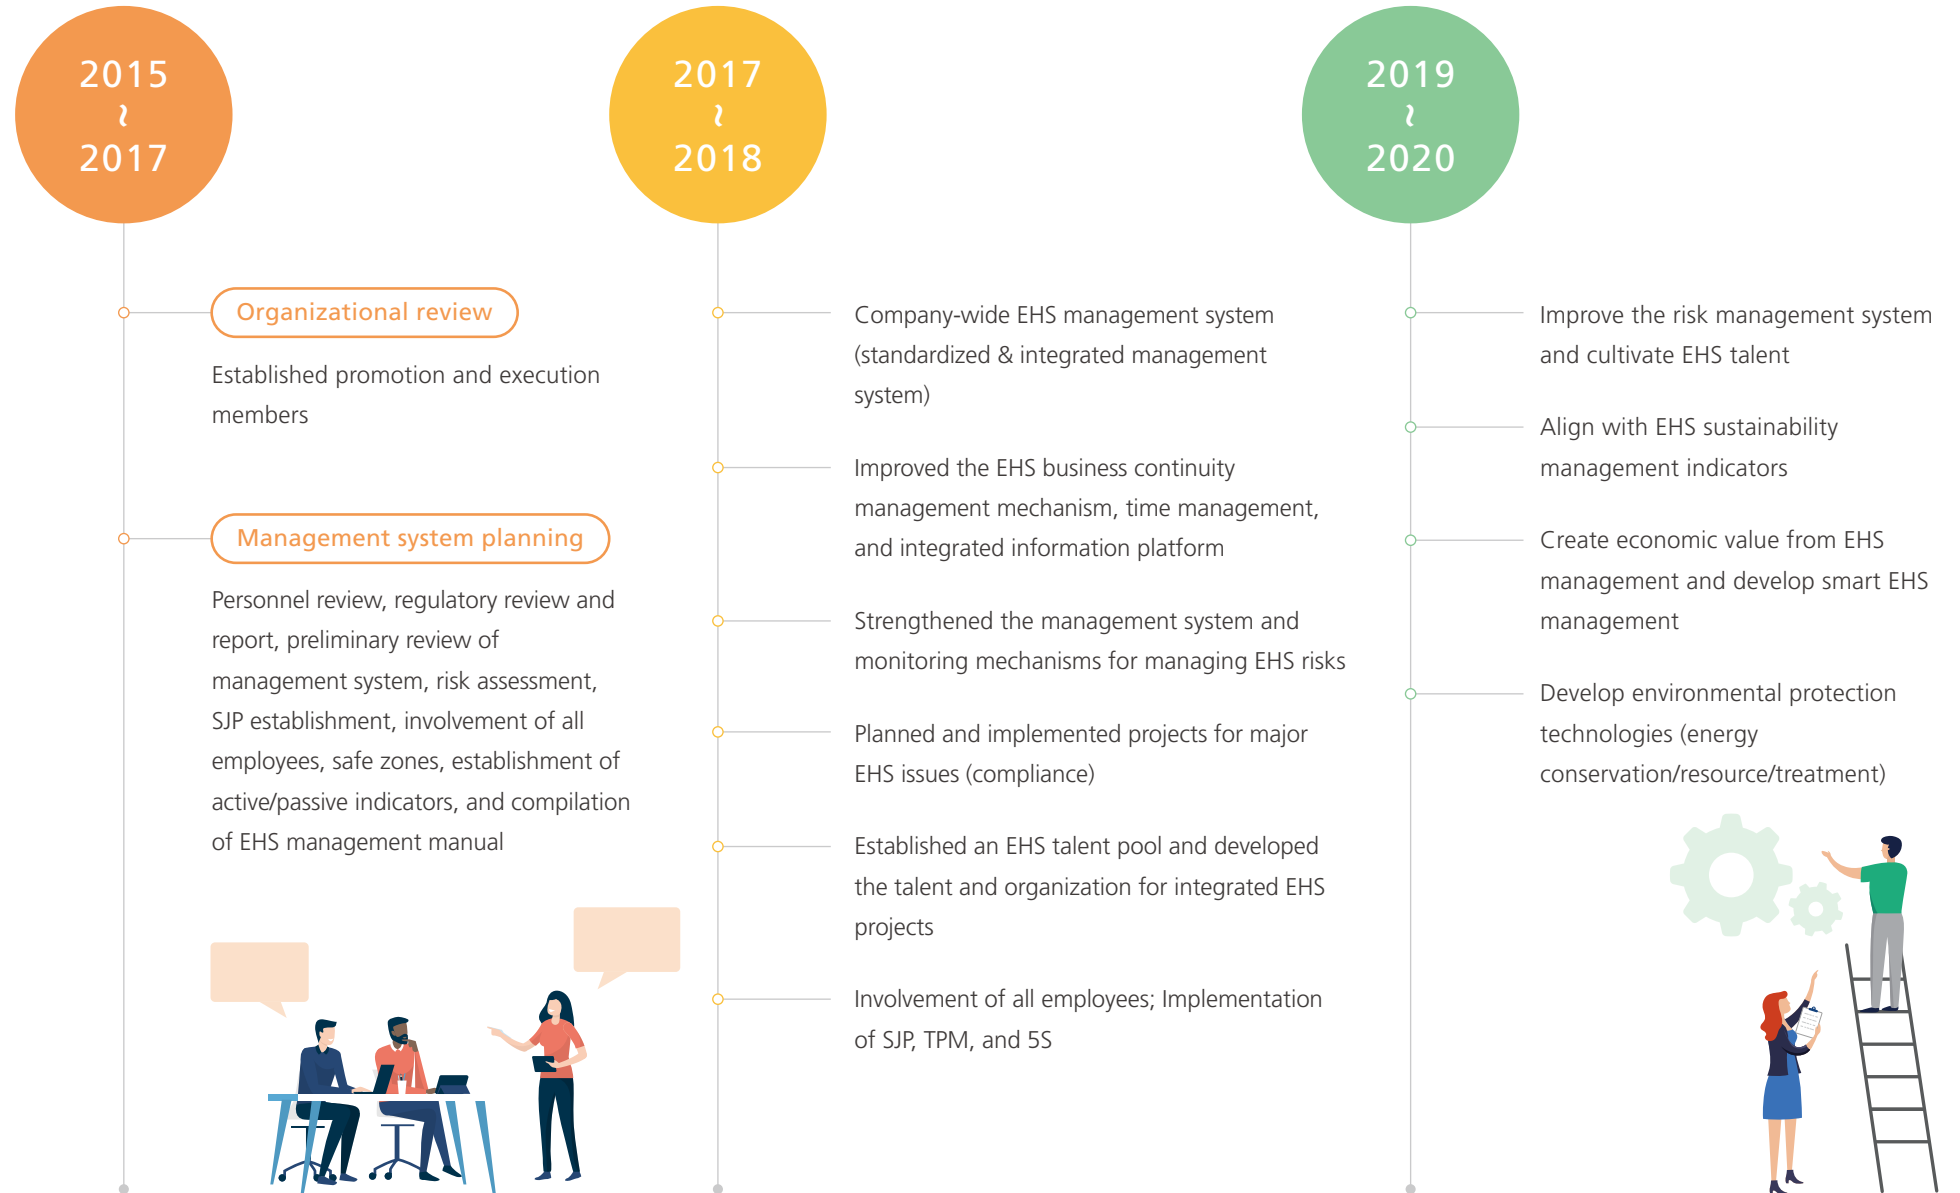 2015
~
2017
Organizational review
Established promotion and execution
members
Management system planning
Personnel review, regulatory review and
report, preliminary review of
management system, risk assessment,
SJP establishment, involvement of all
employees, safe zones, establishment of
active/passive indicators, and compilation
of EHS management manual
2017
~
2018
Company-wide EHS management system
(standardized & integrated management
system)
Improved the EHS business continuity
management mechanism, time management,
and integrated information platform
Strengthened the management system and
monitoring mechanisms for managing EHS risks
Planned and implemented projects for major
EHS issues (compliance)
Established an EHS talent pool and developed
the talent and organization for integrated EHS
projects
Involvement of all employees; Implementation
of SJP, TPM, and 5S
2019
~
2020
Improve the risk management system
and cultivate EHS talent
Align with EHS sustainability
management indicators
Create economic value from EHS
management and develop smart EHS
management
Develop environmental protection
technologies (energy
conservation/resource/treatment)